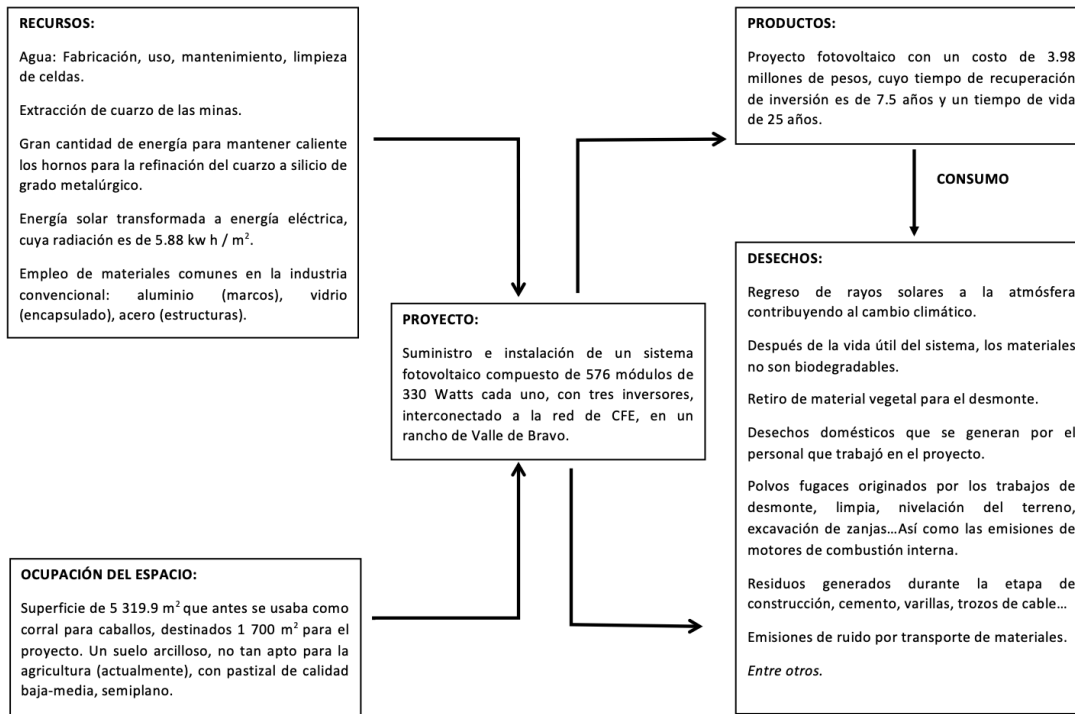 RECURSOS:
Agua: Fabricación, uso, mantenimiento, limpieza
de celdas.
Extracción de cuarzo de las minas.
Gran cantidad de energía para mantener caliente
los hornos para la refinación del cuarzo a silicio de
grado metalúrgico.
Energía solar transformada a energía eléctrica,
cuya radiación es de 5.88 kw h / m².
Empleo de materiales comunes en la industria
convencional: aluminio (marcos), vidrio
(encapsulado), acero (estructuras).
OCUPACIÓN DEL ESPACIO:
Superficie de 5 319.9 m² que antes se usaba como
corral para caballos, destinados 1 700 m² para el
proyecto. Un suelo arcilloso, no tan apto para la
agricultura (actualmente), con pastizal de calidad
baja-media, semiplano.
PROYECTO:
Suministro e instalación de un sistema
fotovoltaico compuesto de 576 módulos de
330 Watts cada uno, con tres inversores,
interconectado a la red de CFE, en un
rancho de Valle de Bravo.
PRODUCTOS:
Proyecto fotovoltaico con un costo de 3.98
millones de pesos, cuyo tiempo de recuperación
de inversión es de 7.5 años y un tiempo de vida
de 25 años.
CONSUMO
DESECHOS:
Regreso de rayos solares a la atmósfera
contribuyendo al cambio climático.
Después de la vida útil del sistema, los materiales
no son biodegradables.
Retiro de material vegetal para el desmonte.
Desechos domésticos que se generan por el
personal que trabajó en el proyecto.
Polvos fugaces originados por los trabajos de
desmonte, limpia, nivelación del terreno,
excavación de zanjas...Así como las emisiones de
motores de combustión interna.
Residuos generados durante la etapa de
construcción, cemento, varillas, trozos de cable...
Emisiones de ruido por transporte de materiales.
Entre otros.